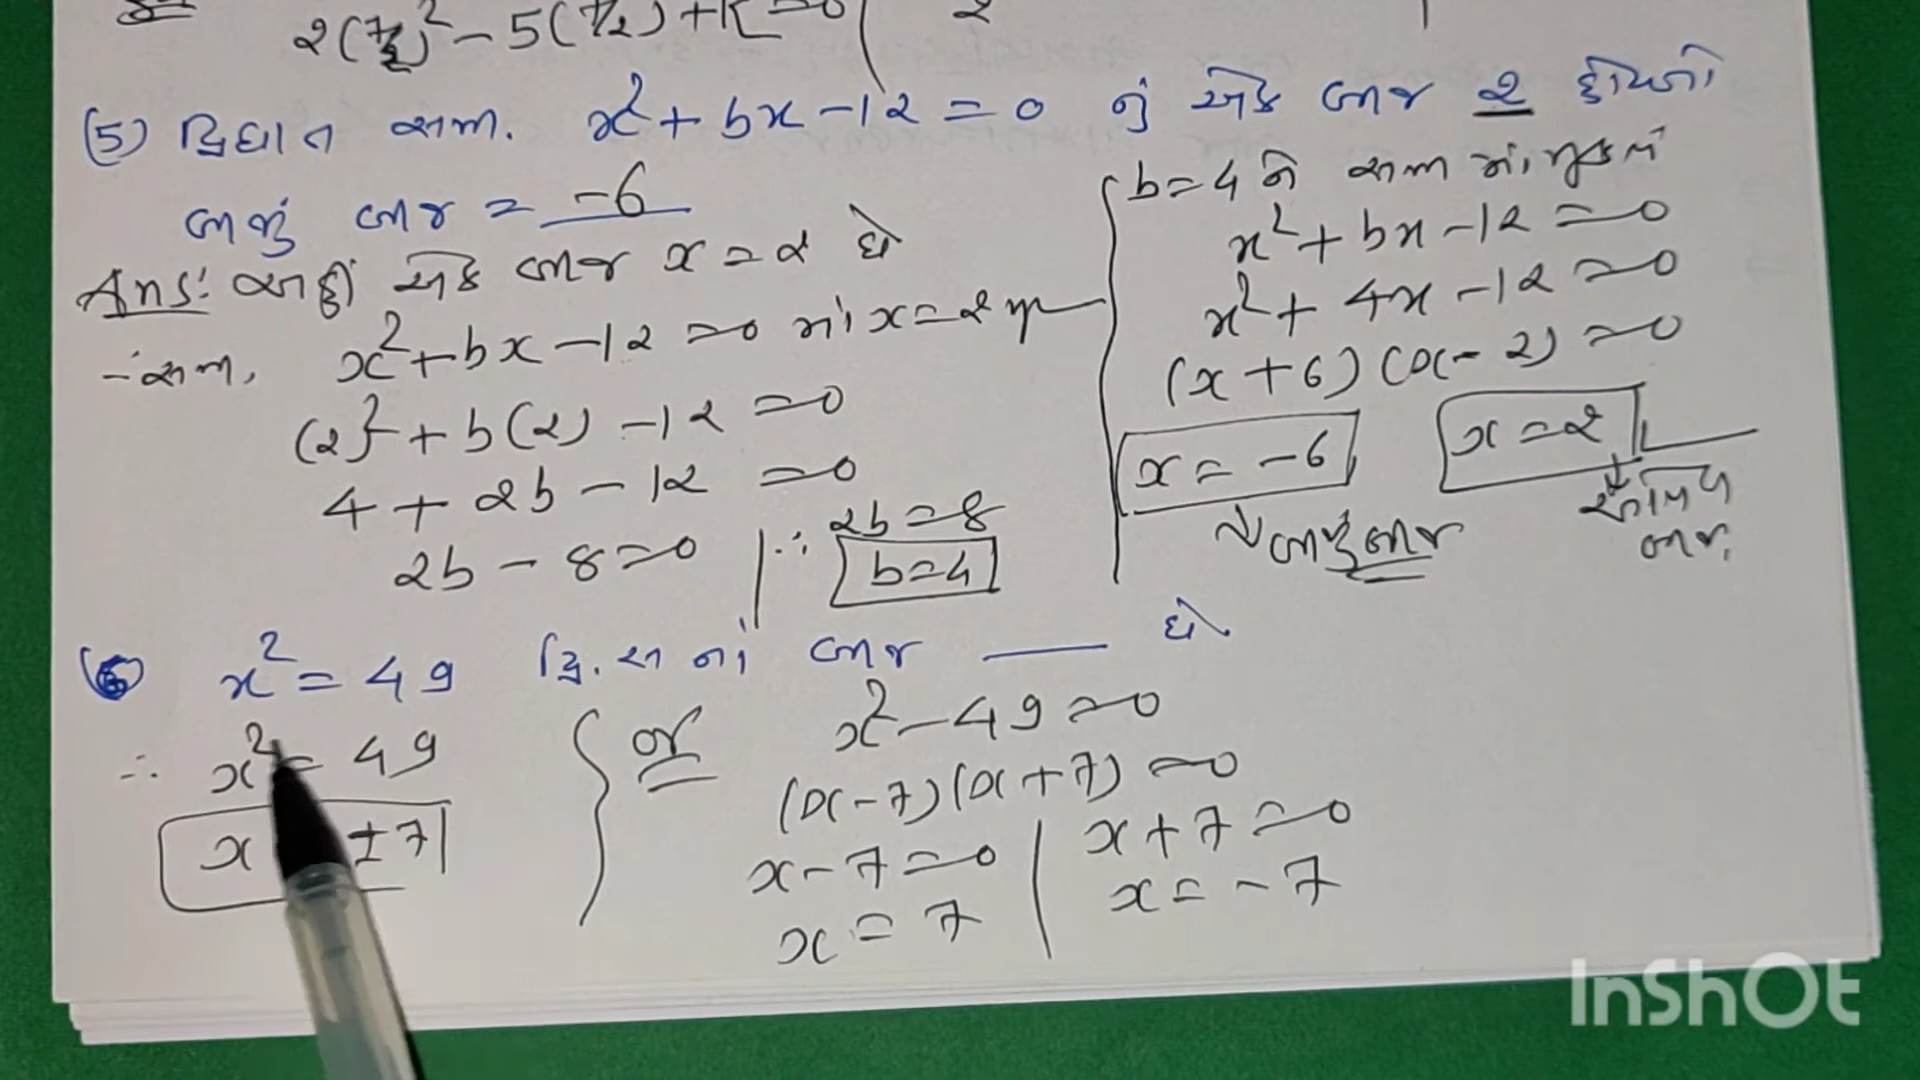 2(7/2)² - 5(7/2) + k = 0
(5) દ્વિઘાત સમ. x² + bx - 12 = 0 નું એક બીજ 2 હોયતો
બીજું બીજ = -6
Ans: અહીં એક બીજ x = 2 છે
∴ સમ. x² + bx - 12 = 0 માં x = 2
(2)² + b(2) - 12 = 0
4 + 2b - 12 = 0
2b - 8 = 0 | ∴ 2b = 8
b = 4
b = 4 ને સમ માં મૂકતાં
x² + bx - 12 = 0
x² + 4x - 12 = 0
(x + 6) (x - 2) = 0
x = -6 x = 2
બીજું બીજ
બીજ.
(6) x² = 49 દ્વિ. સ નાં બીજ ___ છે
∴ x² = 49
x ±7
or x² - 49 = 0
(x - 7)(x + 7) = 0
x - 7 = 0 | x + 7 = 0
x = 7 | x = -7
InShOt